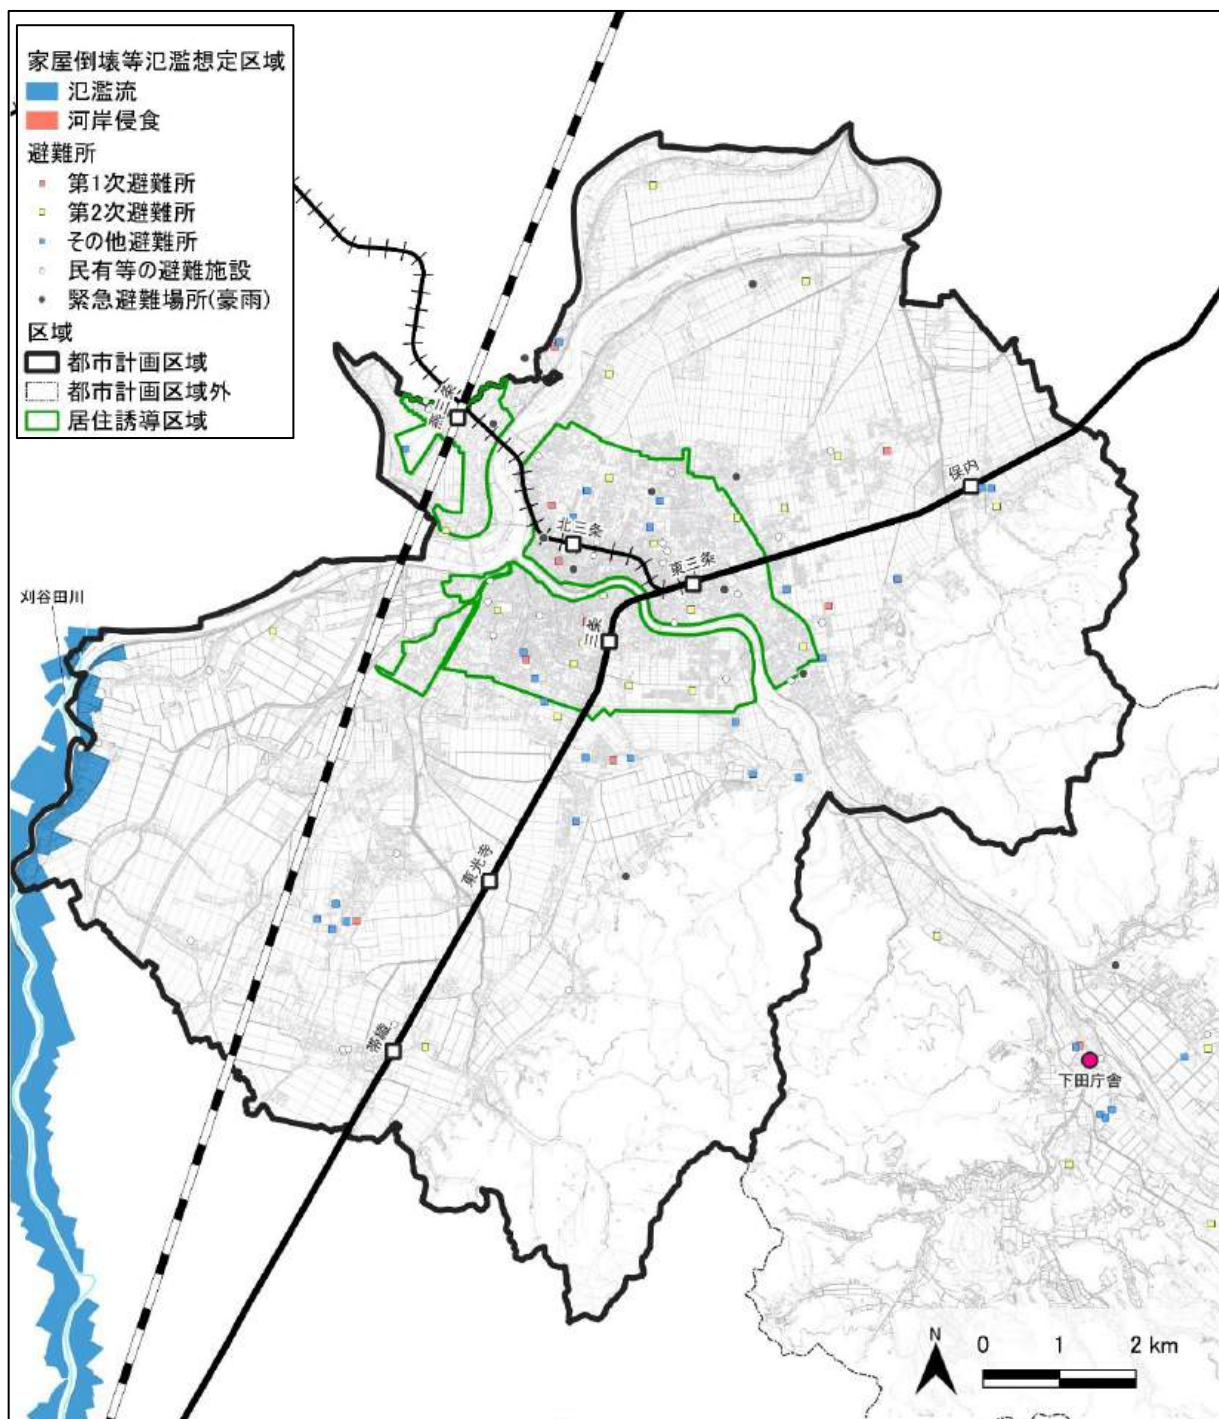 家屋倒壊等氾濫想定区域
氾濫流
河岸侵食
避難所
第1次避難所
第2次避難所
その他避難所
民有等の避難施設
緊急避難場所(豪雨)
区域
都市計画区域
都市計画区域外
居住誘導区域
燕三条
保内
北三条
東三条
刈谷田川
三条
東光寺
帯織
下田庁舎
N
0 1 2 km